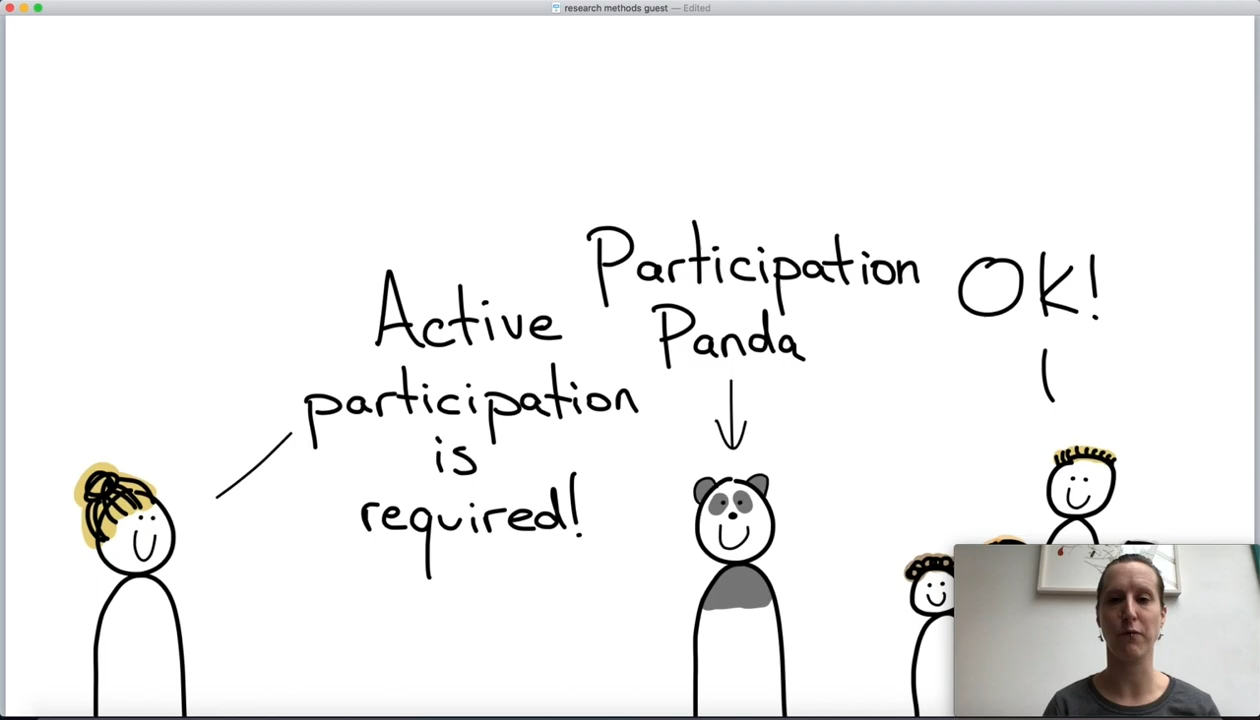 research methods guest — Edited
Active
participation
is
required!
Participation
Panda
OK!